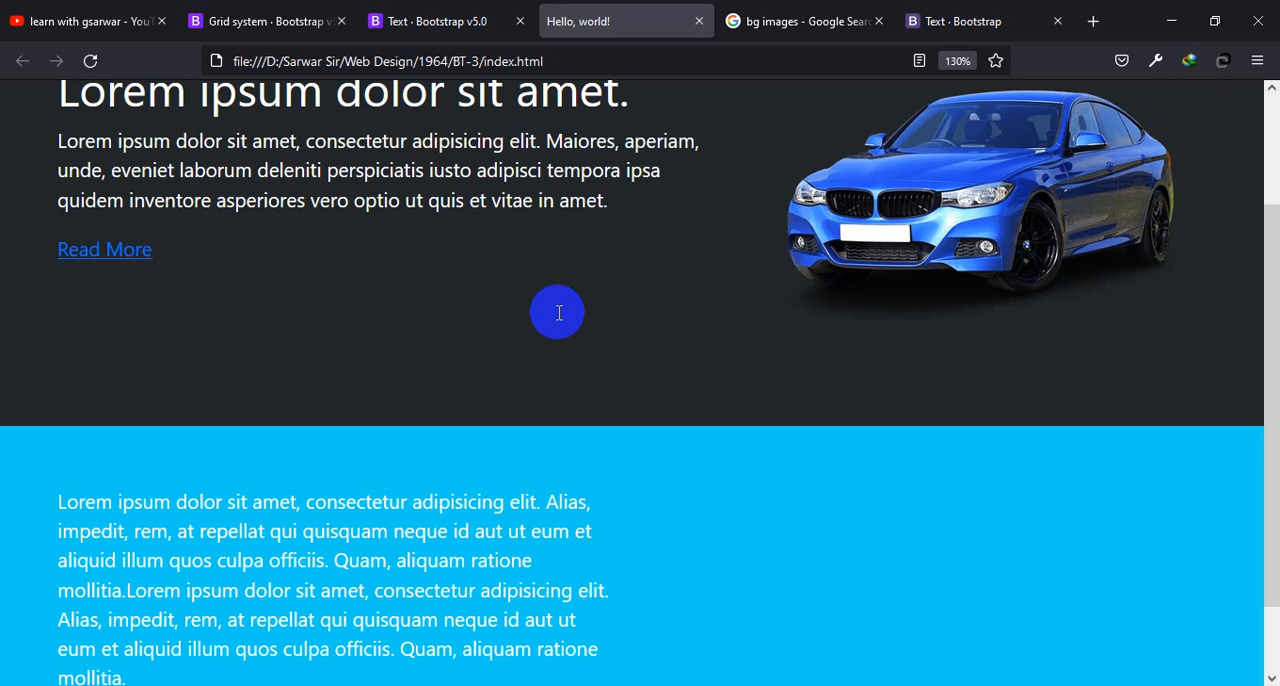 learn with gsarwar - YouT
Grid system · Bootstrap v5
Text · Bootstrap v5.0
Hello, world!
bg images - Google Searc
Text · Bootstrap
file:///D:/Sarwar Sir/Web Design/1964/BT-3/index.html
130%
Lorem ipsum dolor sit amet.
Lorem ipsum dolor sit amet, consectetur adipisicing elit. Maiores, aperiam,
unde, eveniet laborum deleniti perspiciatis iusto adipisci tempora ipsa
quidem inventore asperiores vero optio ut quis et vitae in amet.
Read More
Lorem ipsum dolor sit amet, consectetur adipisicing elit. Alias,
impedit, rem, at repellat qui quisquam neque id aut ut eum et
aliquid illum quos culpa officiis. Quam, aliquam ratione
mollitia.Lorem ipsum dolor sit amet, consectetur adipisicing elit.
Alias, impedit, rem, at repellat qui quisquam neque id aut ut
eum et aliquid illum quos culpa officiis. Quam, aliquam ratione
mollitia.